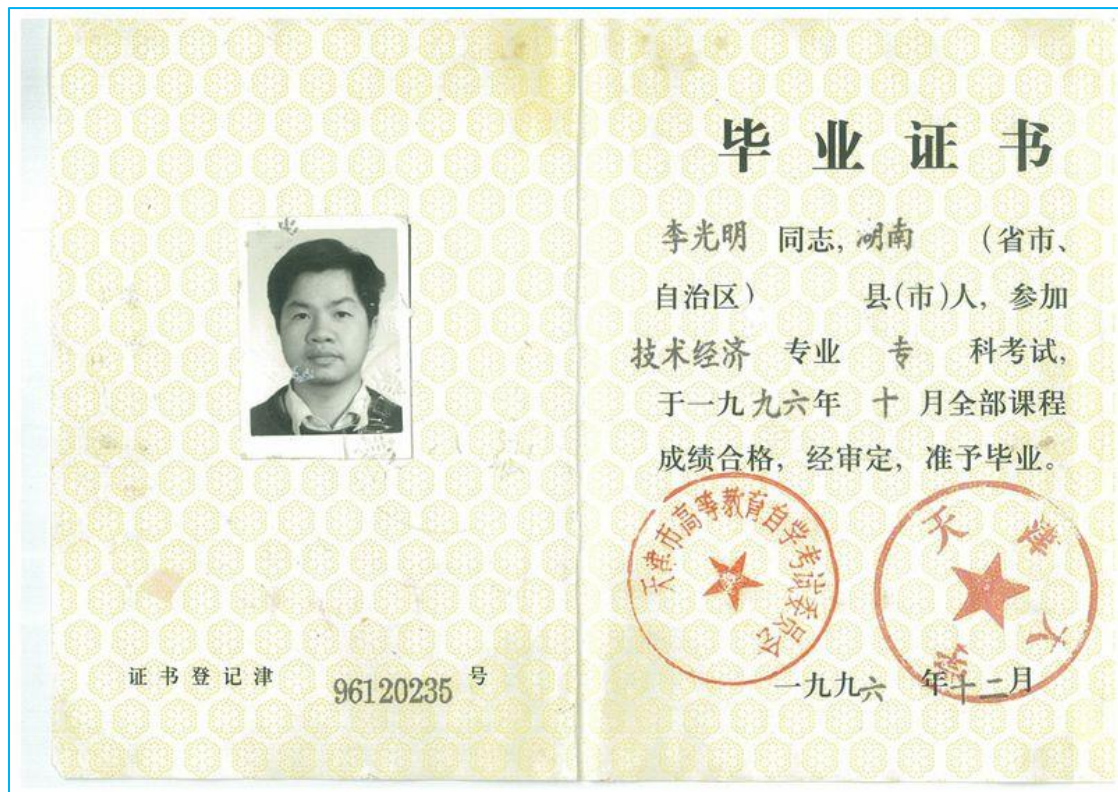 证书登记津 96120235 号
毕业证书
李光明 同志，湖南 （省市、
自治区） 县(市)人，参加
技术经济 专业 专 科考试，
于一九九六年 十 月全部课程
成绩合格，经审定，准予毕业。
天津市高等教育自学考试委员会
天津大学
一九九六 年十二月